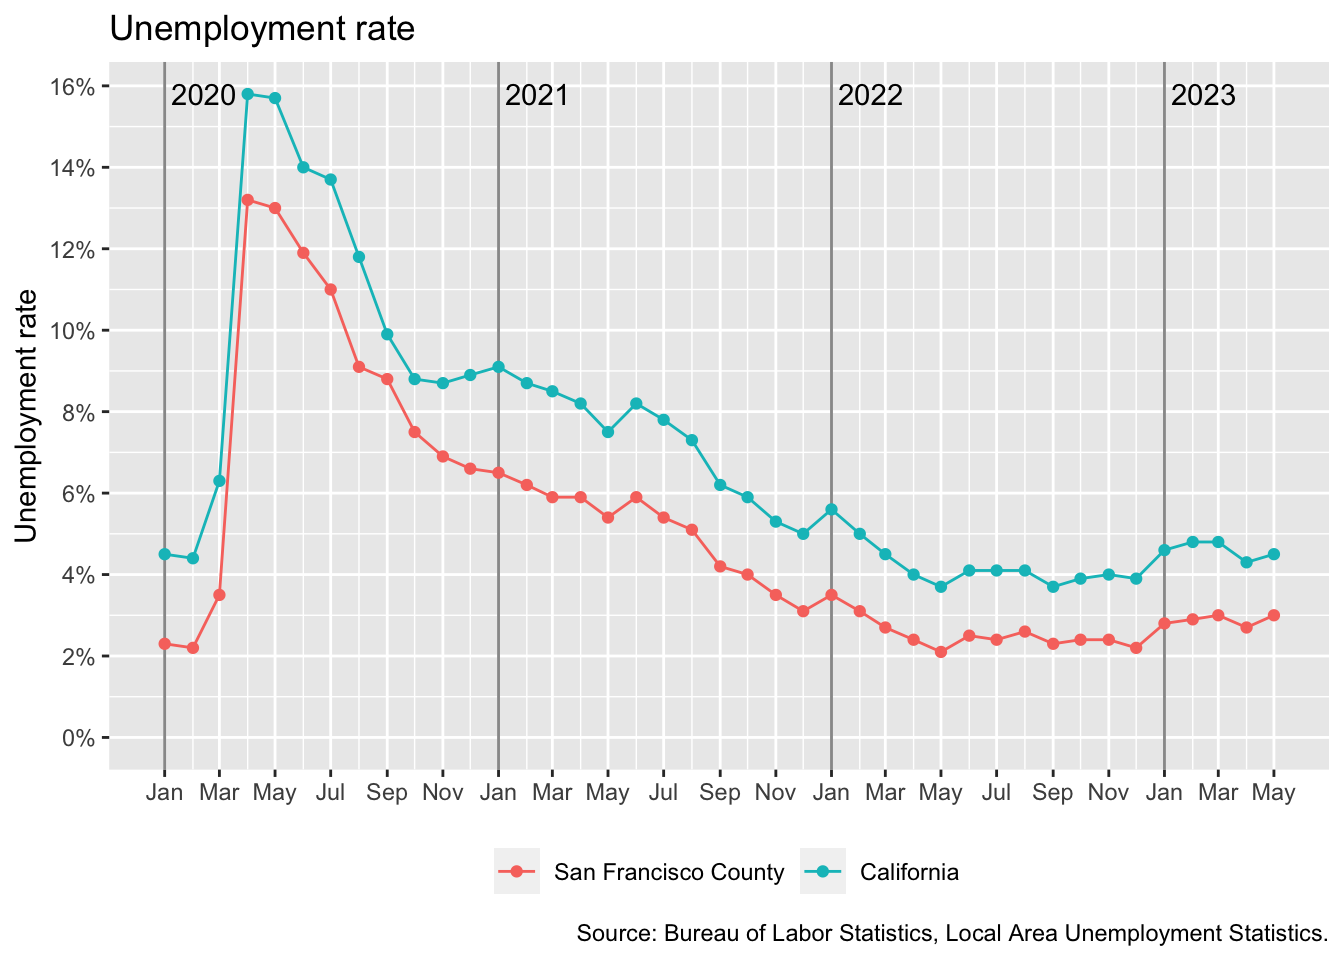 Unemployment rate
2020 2021 2022 2023
16%
14%
12%
10%
8%
6%
4%
2%
0%
Unemployment rate
Jan Mar May Jul Sep Nov Jan Mar May Jul Sep Nov Jan Mar May Jul Sep Nov Jan Mar May
San Francisco County California
Source: Bureau of Labor Statistics, Local Area Unemployment Statistics.